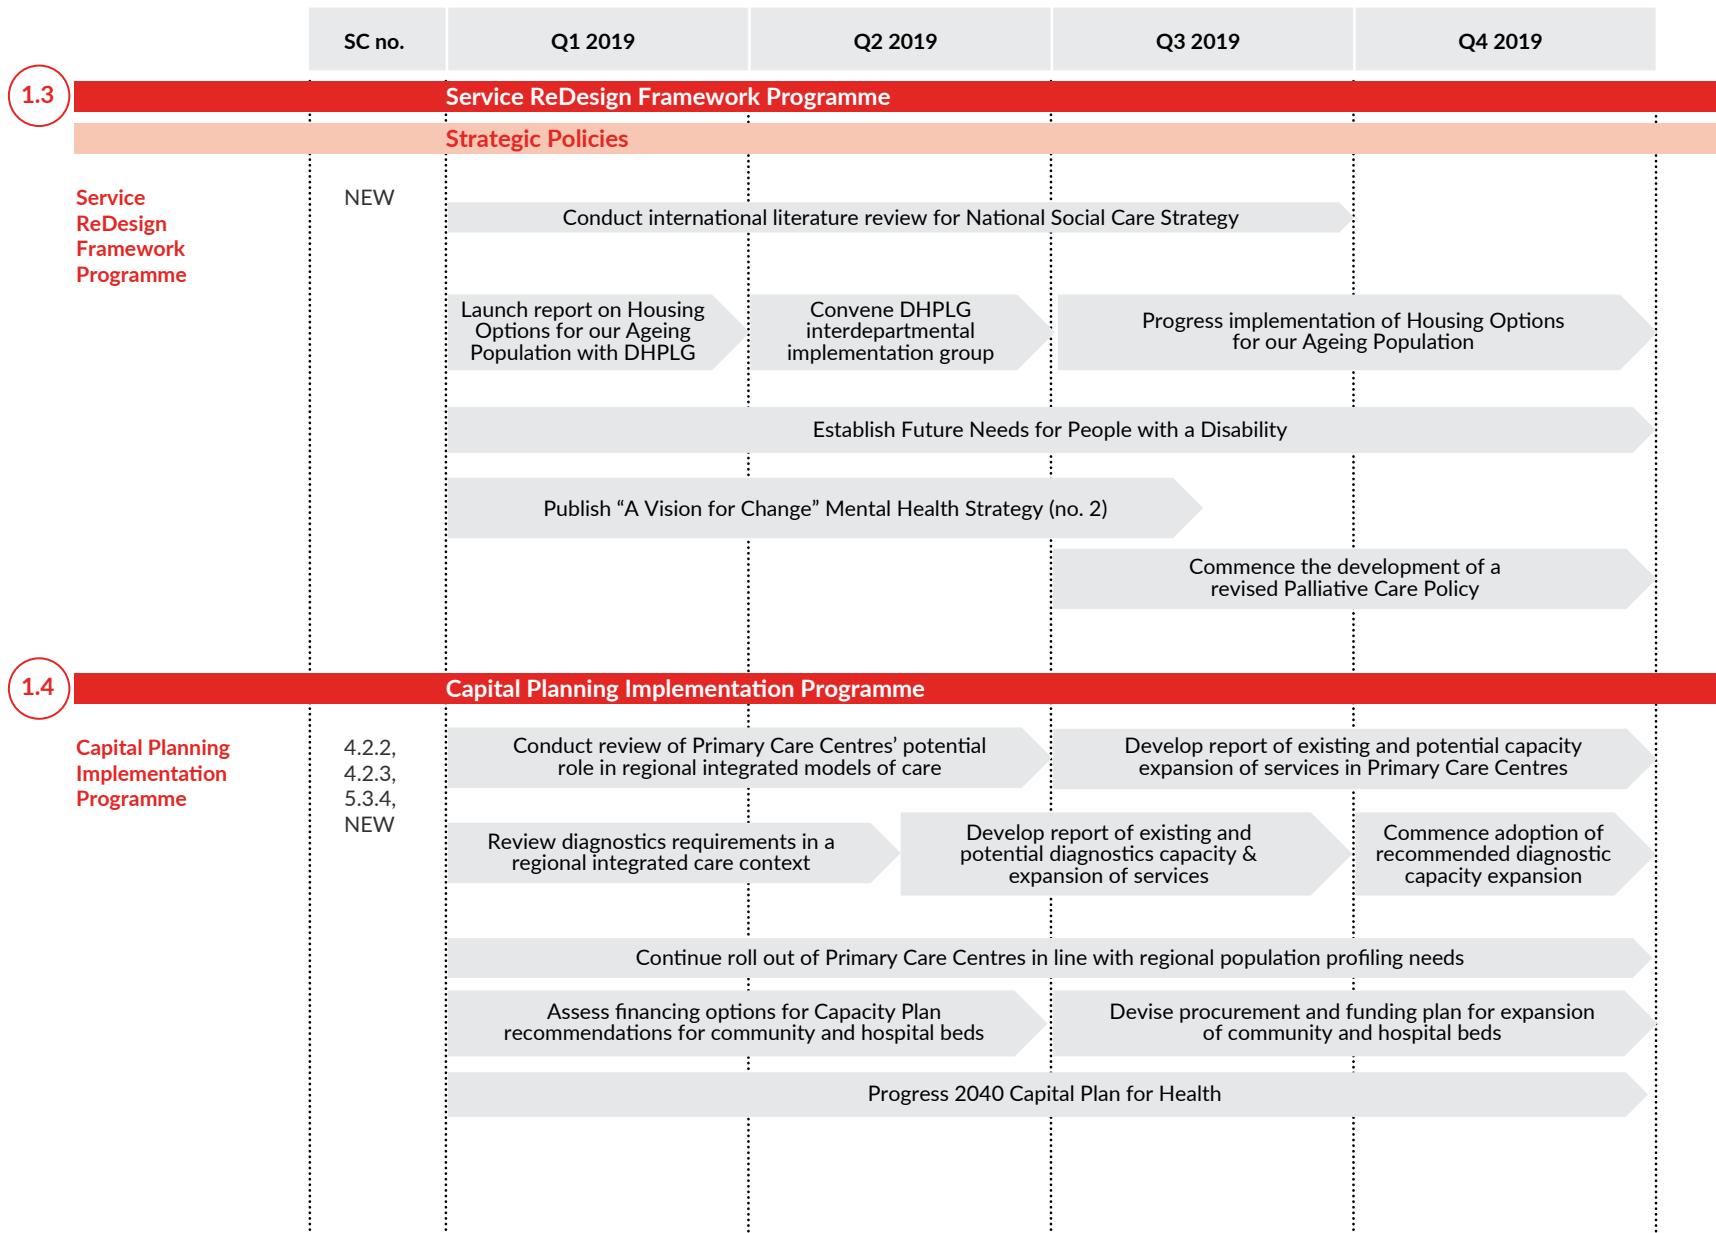 SC no.
Q1 2019
Q2 2019
Q3 2019
Q4 2019
1.3
Service ReDesign Framework Programme
Strategic Policies
Service
ReDesign
Framework
Programme
NEW
Conduct international literature review for National Social Care Strategy
Launch report on Housing
Options for our Ageing
Population with DHPLG
Convene DHPLG
interdepartmental
implementation group
Progress implementation of Housing Options
for our Ageing Population
Establish Future Needs for People with a Disability
Publish “A Vision for Change” Mental Health Strategy (no. 2)
Commence the development of a
revised Palliative Care Policy
1.4
Capital Planning Implementation Programme
Capital Planning
Implementation
Programme
4.2.2,
4.2.3,
5.3.4,
NEW
Conduct review of Primary Care Centres’ potential
role in regional integrated models of care
Develop report of existing and potential capacity
expansion of services in Primary Care Centres
Review diagnostics requirements in a
regional integrated care context
Develop report of existing and
potential diagnostics capacity &
expansion of services
Commence adoption of
recommended diagnostic
capacity expansion
Continue roll out of Primary Care Centres in line with regional population profiling needs
Assess financing options for Capacity Plan
recommendations for community and hospital beds
Devise procurement and funding plan for expansion
of community and hospital beds
Progress 2040 Capital Plan for Health